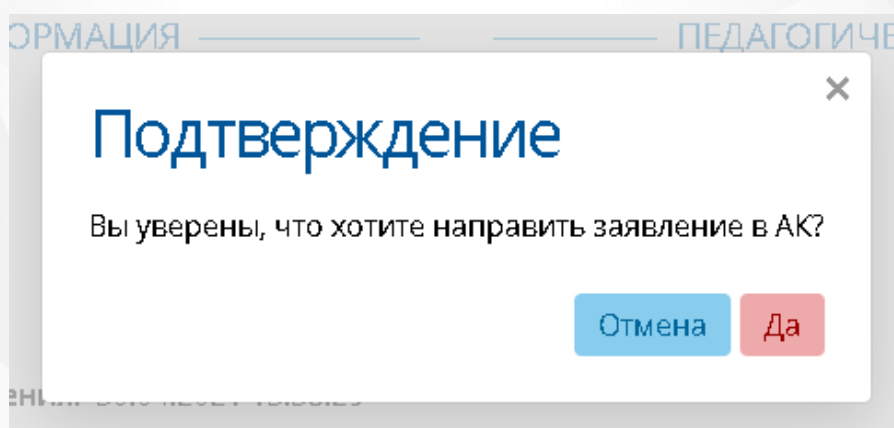 ОРМАЦИЯ ПЕДАГОГИЧЕ
×
Подтверждение
Вы уверены, что хотите направить заявление в АК?
Отмена Да